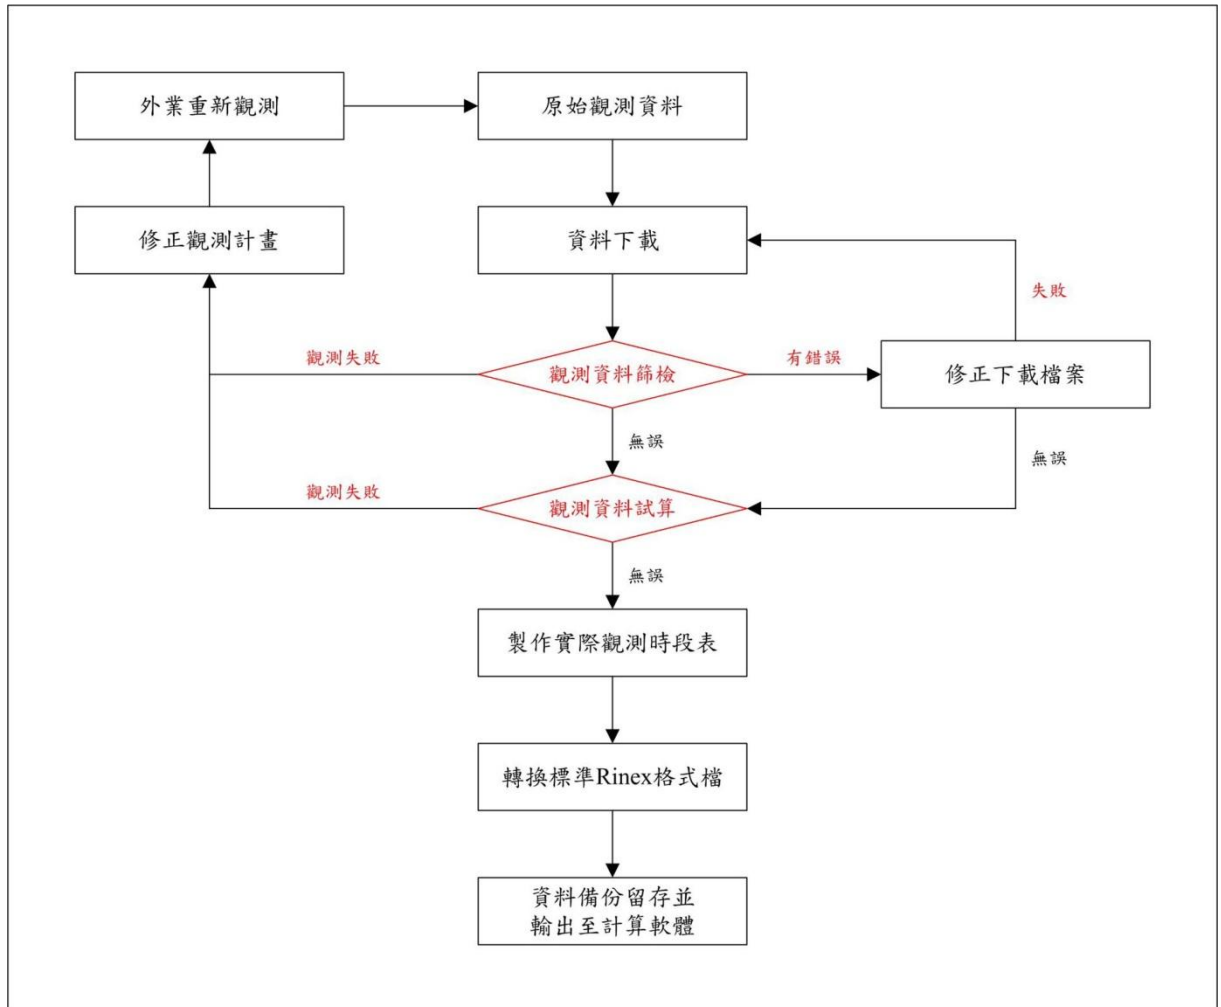 外業重新觀測
原始觀測資料
修正觀測計畫
資料下載
失敗
觀測失敗
觀測資料篩檢
有錯誤
修正下載檔案
無誤
無誤
觀測失敗
觀測資料試算
無誤
製作實際觀測時段表
轉換標準Rinex格式檔
資料備份留存並
輸出至計算軟體